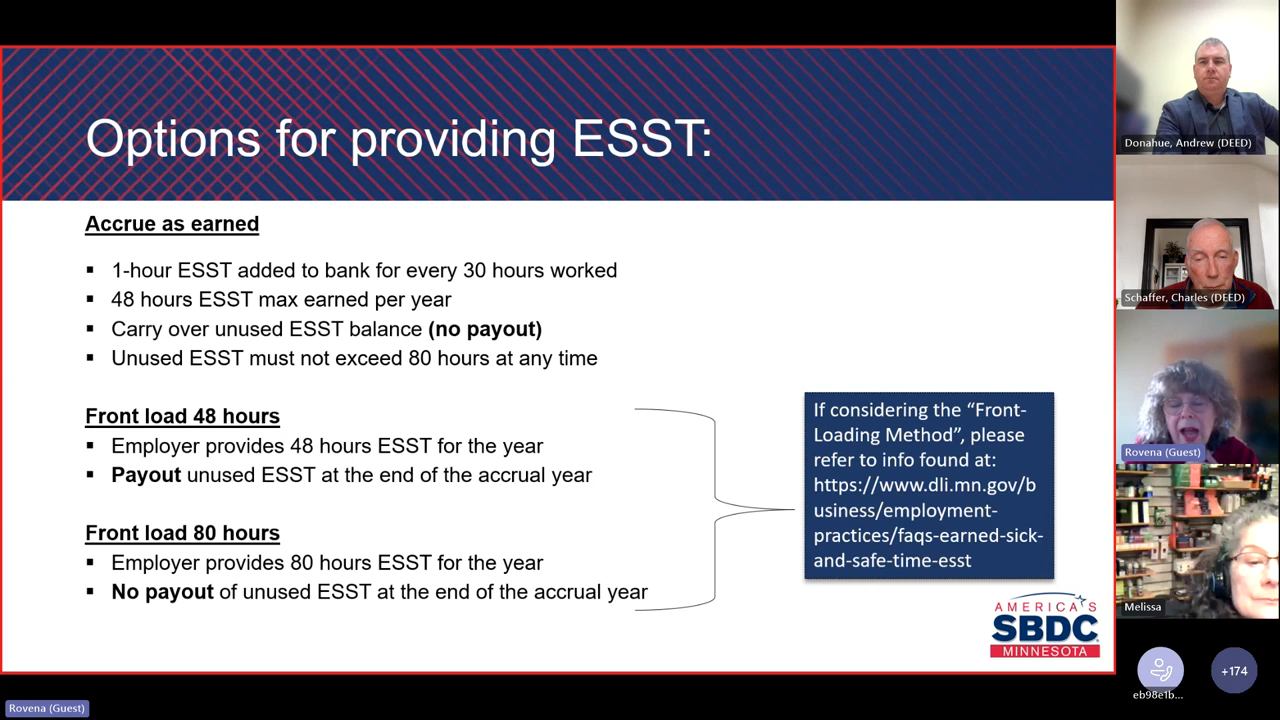 Options for providing ESST:
Accrue as earned
▪ 1-hour ESST added to bank for every 30 hours worked
▪ 48 hours ESST max earned per year
▪ Carry over unused ESST balance (no payout)
▪ Unused ESST must not exceed 80 hours at any time
Front load 48 hours
▪ Employer provides 48 hours ESST for the year
▪ Payout unused ESST at the end of the accrual year
Front load 80 hours
▪ Employer provides 80 hours ESST for the year
▪ No payout of unused ESST at the end of the accrual year
If considering the “Front-
Loading Method”, please
refer to info found at:
https://www.dli.mn.gov/b
usiness/employment-
practices/faqs-earned-sick-
and-safe-time-esst
AMERICA'S
SBDC
MINNESOTA
Donahue, Andrew (DEED)
Schaffer, Charles (DEED)
Rovena (Guest)
Melissa
eb98e1b...
+174
Rovena (Guest)